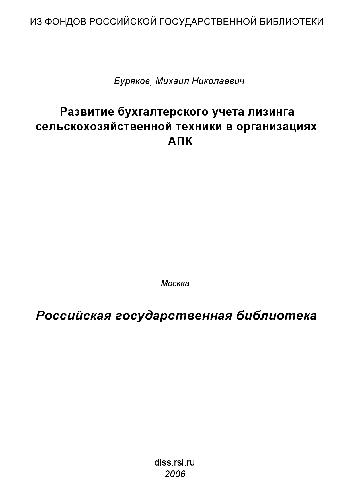 ИЗ ФОНДОВ РОССИЙСКОЙ ГОСУДАРСТВЕННОЙ БИБЛИОТЕКИ
Буряков, Михаил Николаевич
Развитие бухгалтерского учета лизинга
сельскохозяйственной техники в организациях
АПК
Москва
Российская государственная библиотека
diss.rsl.ru
2006